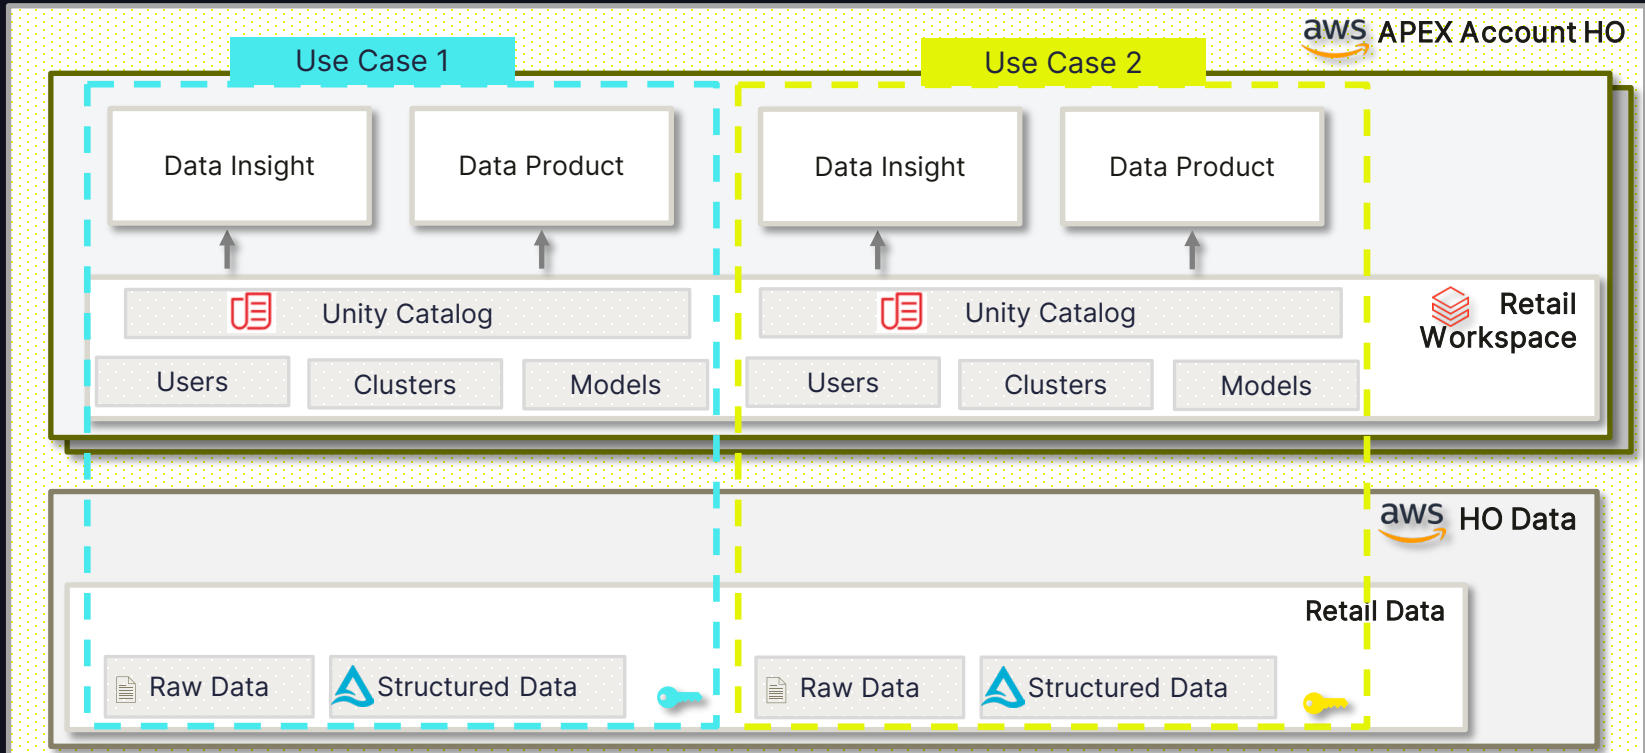 aws APEX Account HO
Use Case 1
Use Case 2
Data Insight
Data Product
Data Insight
Data Product
Unity Catalog
Unity Catalog
Retail
Workspace
Users
Clusters
Models
Users
Clusters
Models
aws HO Data
Retail Data
Raw Data
Structured Data
Raw Data
Structured Data